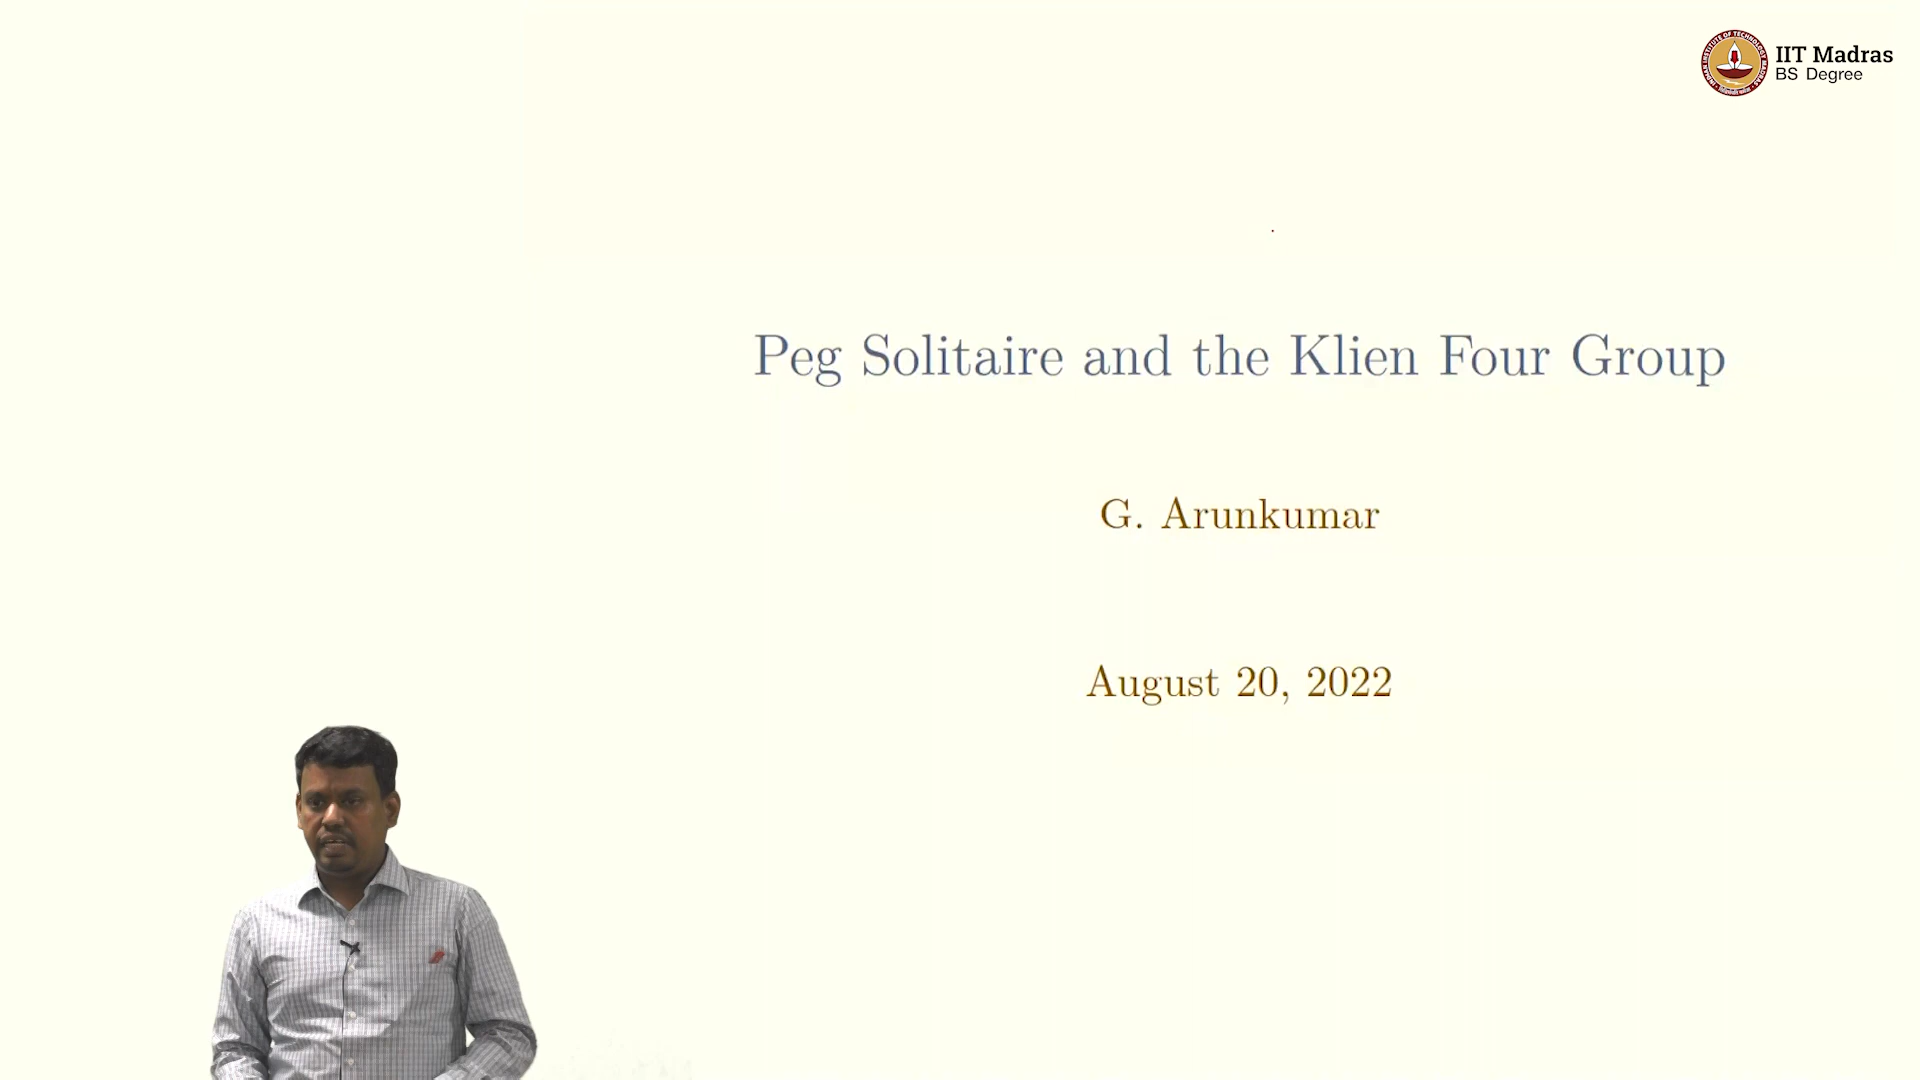 IIT Madras
BS Degree
Peg Solitaire and the Klien Four Group
G. Arunkumar
August 20, 2022